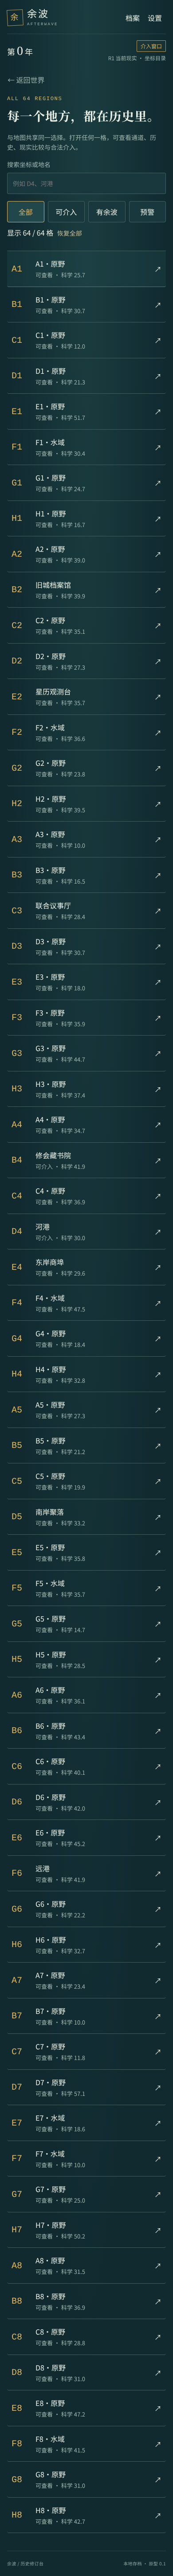 余 余波
AFTERWAVE
档案 设置
第 0 年
介入窗口
R1 当前现实 · 坐标目录
← 返回世界
ALL 64 REGIONS
每一个地方，都在历史里。
与地图共享同一选择。打开任何一格，可查看通道、历
史、现实比较与合法介入。
搜索坐标或地名
例如 D4、河港
全部 可介入 有余波 预警
显示 64 / 64 格 恢复全部
A1 A1 · 原野 ↗
可查看 · 科学 25.7
B1 B1 · 原野 ↗
可查看 · 科学 30.7
C1 C1 · 原野 ↗
可查看 · 科学 12.0
D1 D1 · 原野 ↗
可查看 · 科学 21.3
E1 E1 · 原野 ↗
可查看 · 科学 51.7
F1 F1 · 水域 ↗
可查看 · 科学 30.4
G1 G1 · 原野 ↗
可查看 · 科学 24.7
H1 H1 · 原野 ↗
可查看 · 科学 16.7
A2 A2 · 原野 ↗
可查看 · 科学 39.0
B2 旧城档案馆 ↗
可查看 · 科学 39.9
C2 C2 · 原野 ↗
可查看 · 科学 35.1
D2 D2 · 原野 ↗
可查看 · 科学 27.3
E2 星历观测台 ↗
可查看 · 科学 35.7
F2 F2 · 水域 ↗
可查看 · 科学 36.6
G2 G2 · 原野 ↗
可查看 · 科学 23.8
H2 H2 · 原野 ↗
可查看 · 科学 39.5
A3 A3 · 原野 ↗
可查看 · 科学 10.0
B3 B3 · 原野 ↗
可查看 · 科学 16.5
C3 联合议事厅 ↗
可查看 · 科学 28.4
D3 D3 · 原野 ↗
可查看 · 科学 30.7
E3 E3 · 原野 ↗
可查看 · 科学 18.0
F3 F3 · 原野 ↗
可查看 · 科学 35.9
G3 G3 · 原野 ↗
可查看 · 科学 44.7
H3 H3 · 原野 ↗
可查看 · 科学 37.4
A4 A4 · 原野 ↗
可查看 · 科学 34.7
B4 修会藏书院 ↗
可介入 · 科学 41.9
C4 C4 · 原野 ↗
可查看 · 科学 36.9
D4 河港 ↗
可介入 · 科学 30.0
E4 东岸商埠 ↗
可查看 · 科学 29.6
F4 F4 · 水域 ↗
可查看 · 科学 47.5
G4 G4 · 原野 ↗
可查看 · 科学 18.4
H4 H4 · 原野 ↗
可查看 · 科学 32.8
A5 A5 · 原野 ↗
可查看 · 科学 27.3
B5 B5 · 原野 ↗
可查看 · 科学 21.2
C5 C5 · 原野 ↗
可查看 · 科学 19.9
D5 南岸聚落 ↗
可查看 · 科学 33.2
E5 E5 · 原野 ↗
可查看 · 科学 35.8
F5 F5 · 水域 ↗
可查看 · 科学 35.7
G5 G5 · 原野 ↗
可查看 · 科学 14.7
H5 H5 · 原野 ↗
可查看 · 科学 28.5
A6 A6 · 原野 ↗
可查看 · 科学 36.1
B6 B6 · 原野 ↗
可查看 · 科学 43.4
C6 C6 · 原野 ↗
可查看 · 科学 40.1
D6 D6 · 原野 ↗
可查看 · 科学 42.0
E6 E6 · 水域 ↗
可查看 · 科学 45.2
F6 远港 ↗
可查看 · 科学 41.9
G6 G6 · 原野 ↗
可查看 · 科学 22.2
H6 H6 · 原野 ↗
可查看 · 科学 32.7
A7 A7 · 原野 ↗
可查看 · 科学 23.4
B7 B7 · 原野 ↗
可查看 · 科学 10.0
C7 C7 · 原野 ↗
可查看 · 科学 11.8
D7 D7 · 原野 ↗
可查看 · 科学 57.1
E7 E7 · 水域 ↗
可查看 · 科学 18.6
F7 F7 · 水域 ↗
可查看 · 科学 10.0
G7 G7 · 原野 ↗
可查看 · 科学 25.0
H7 H7 · 原野 ↗
可查看 · 科学 50.2
A8 A8 · 原野 ↗
可查看 · 科学 31.5
B8 B8 · 原野 ↗
可查看 · 科学 36.9
C8 C8 · 原野 ↗
可查看 · 科学 28.8
D8 D8 · 原野 ↗
可查看 · 科学 31.0
E8 E8 · 水域 ↗
可查看 · 科学 47.2
F8 F8 · 水域 ↗
可查看 · 科学 41.5
G8 G8 · 原野 ↗
可查看 · 科学 31.0
H8 H8 · 原野 ↗
可查看 · 科学 42.7
余波 / 历史修订台
0.1